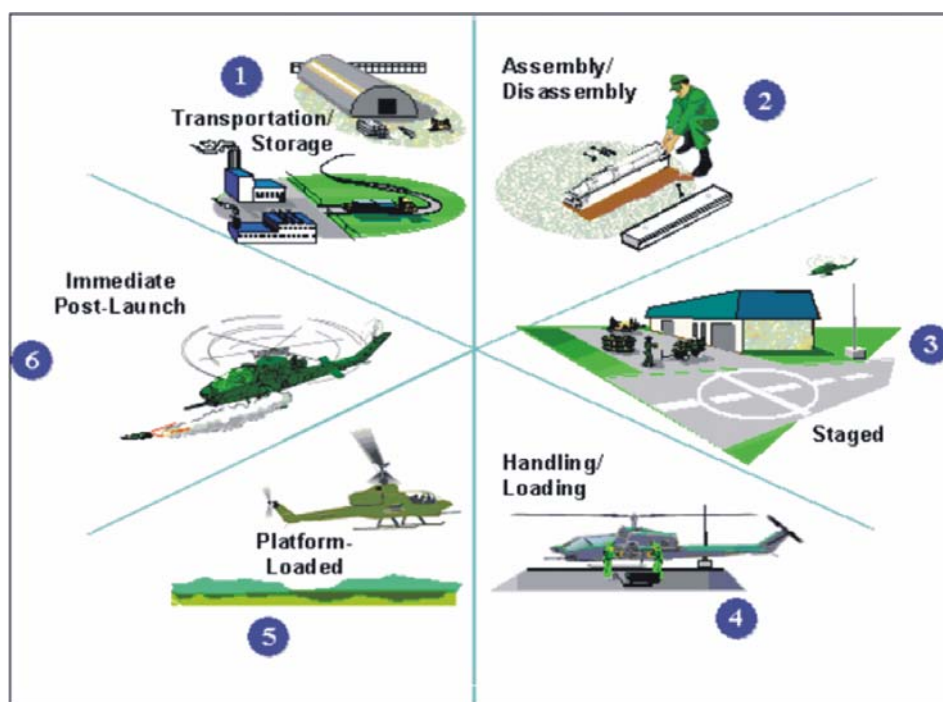 1
Transportation/
Storage
Assembly/
Disassembly
2
3
Staged
Handling/
Loading
4
Platform-
Loaded
5
Immediate
Post-Launch
6